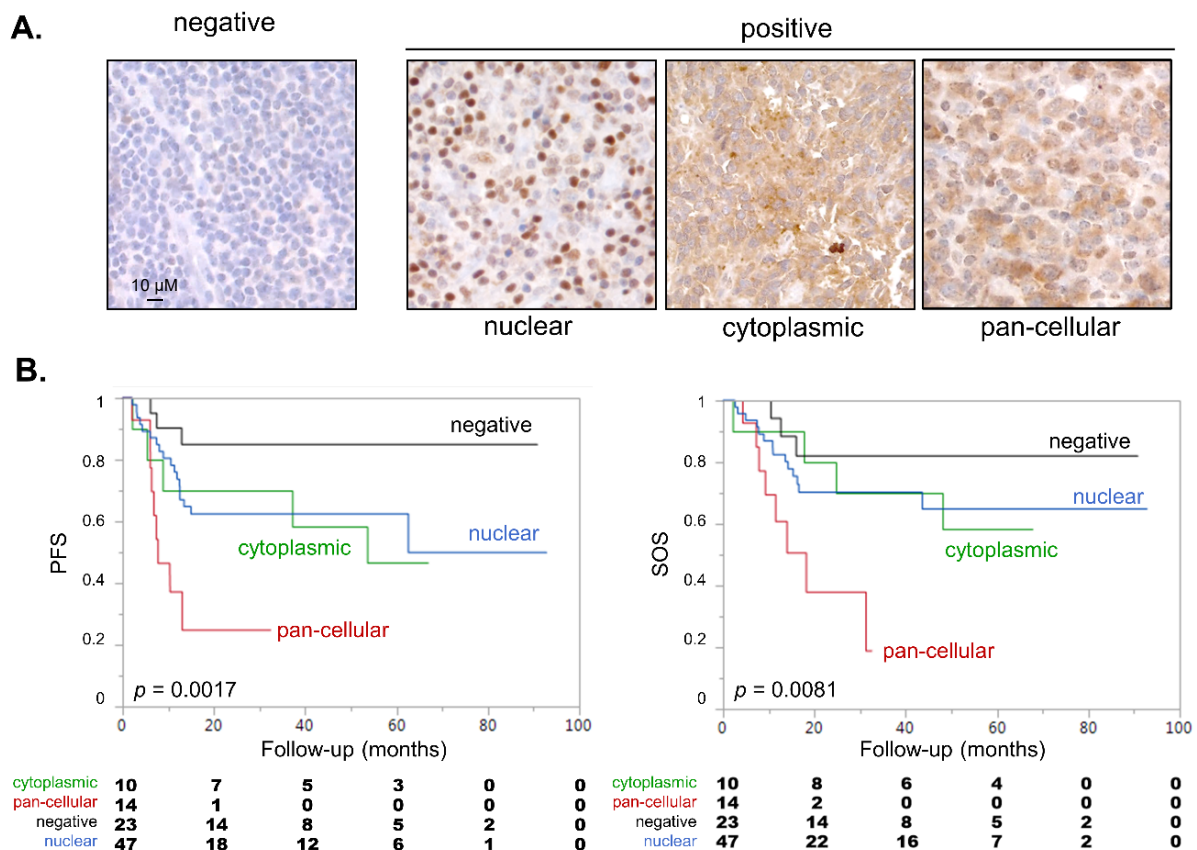 A.
negative
positive
10 µM
nuclear
cytoplasmic
pan-cellular
B.
PFS
1
0.8
0.6
0.4
0.2
0
negative
nuclear
cytoplasmic
pan-cellular
p = 0.0017
0 20 40 60 80 100
Follow-up (months)
cytoplasmic 10 7 5 3 0 0
pan-cellular 14 1 0 0 0 0
negative 23 14 8 5 2 0
nuclear 47 18 12 6 1 0
SOS
1
0.8
0.6
0.4
0.2
0
negative
nuclear
cytoplasmic
pan-cellular
p = 0.0081
0 20 40 60 80 100
Follow-up (months)
cytoplasmic 10 8 6 4 0 0
pan-cellular 14 2 0 0 0 0
negative 23 14 8 5 2 0
nuclear 47 22 16 7 2 0